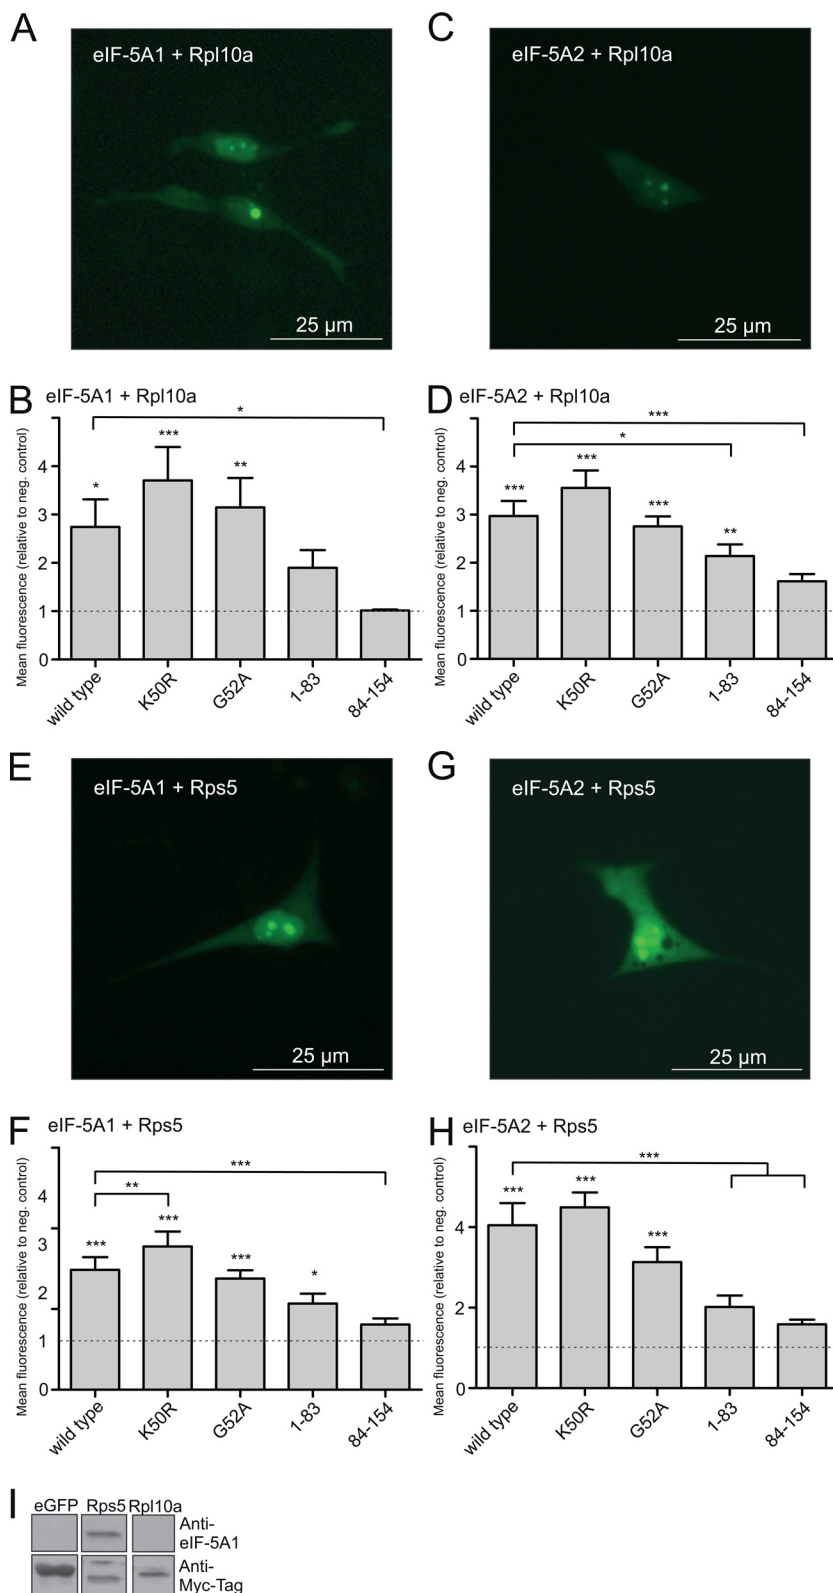 A
eIF-5A1 + Rpl10a
25 µm
C
eIF-5A2 + Rpl10a
25 µm
B eIF-5A1 + Rpl10a
Mean fluorescence (relative to neg. control)
*
* *** **
4
3
2
1
0
wild type K50R G52A 1-83 84-154
D eIF-5A2 + Rpl10a
Mean fluorescence (relative to neg. control)
***
*
*** *** *** **
4
3
2
1
0
wild type K50R G52A 1-83 84-154
E
eIF-5A1 + Rps5
25 µm
G
eIF-5A2 + Rps5
25 µm
F eIF-5A1 + Rps5
Mean fluorescence (relative to neg. control)
***
**
*** *** *** *
4
3
2
1
0
wild type K50R G52A 1-83 84-154
H eIF-5A2 + Rps5
Mean fluorescence (relative to neg. control)
***
*** *** ***
4
2
0
wild type K50R G52A 1-83 84-154
I
eGFP Rps5 Rpl10a
Anti-
eIF-5A1
Anti-
Myc-Tag